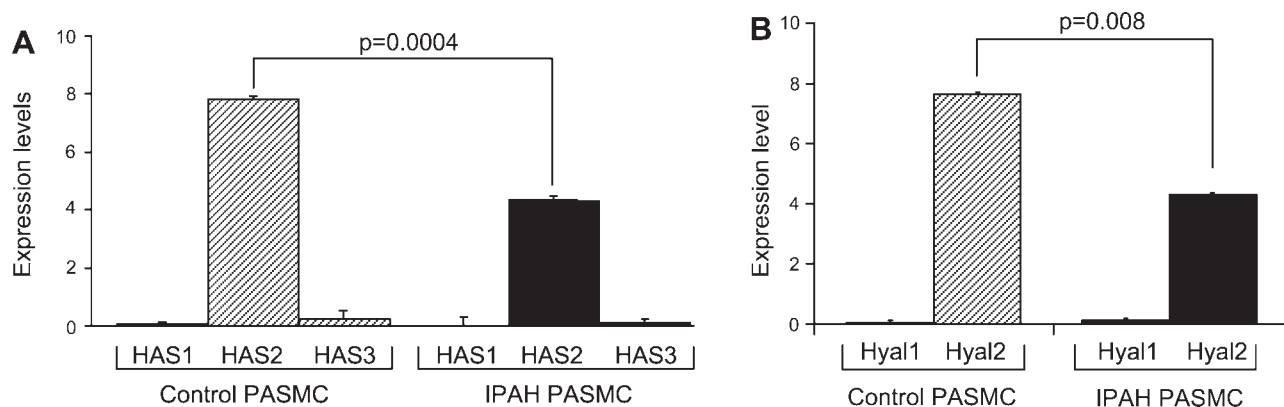 A
Expression levels
10
8
6
4
2
0
p=0.0004
HAS1 HAS2 HAS3 HAS1 HAS2 HAS3
Control PASMC IPAH PASMC
B
Expression level
10
8
6
4
2
0
p=0.008
Hyal1 Hyal2 Hyal1 Hyal2
Control PASMC IPAH PASMC